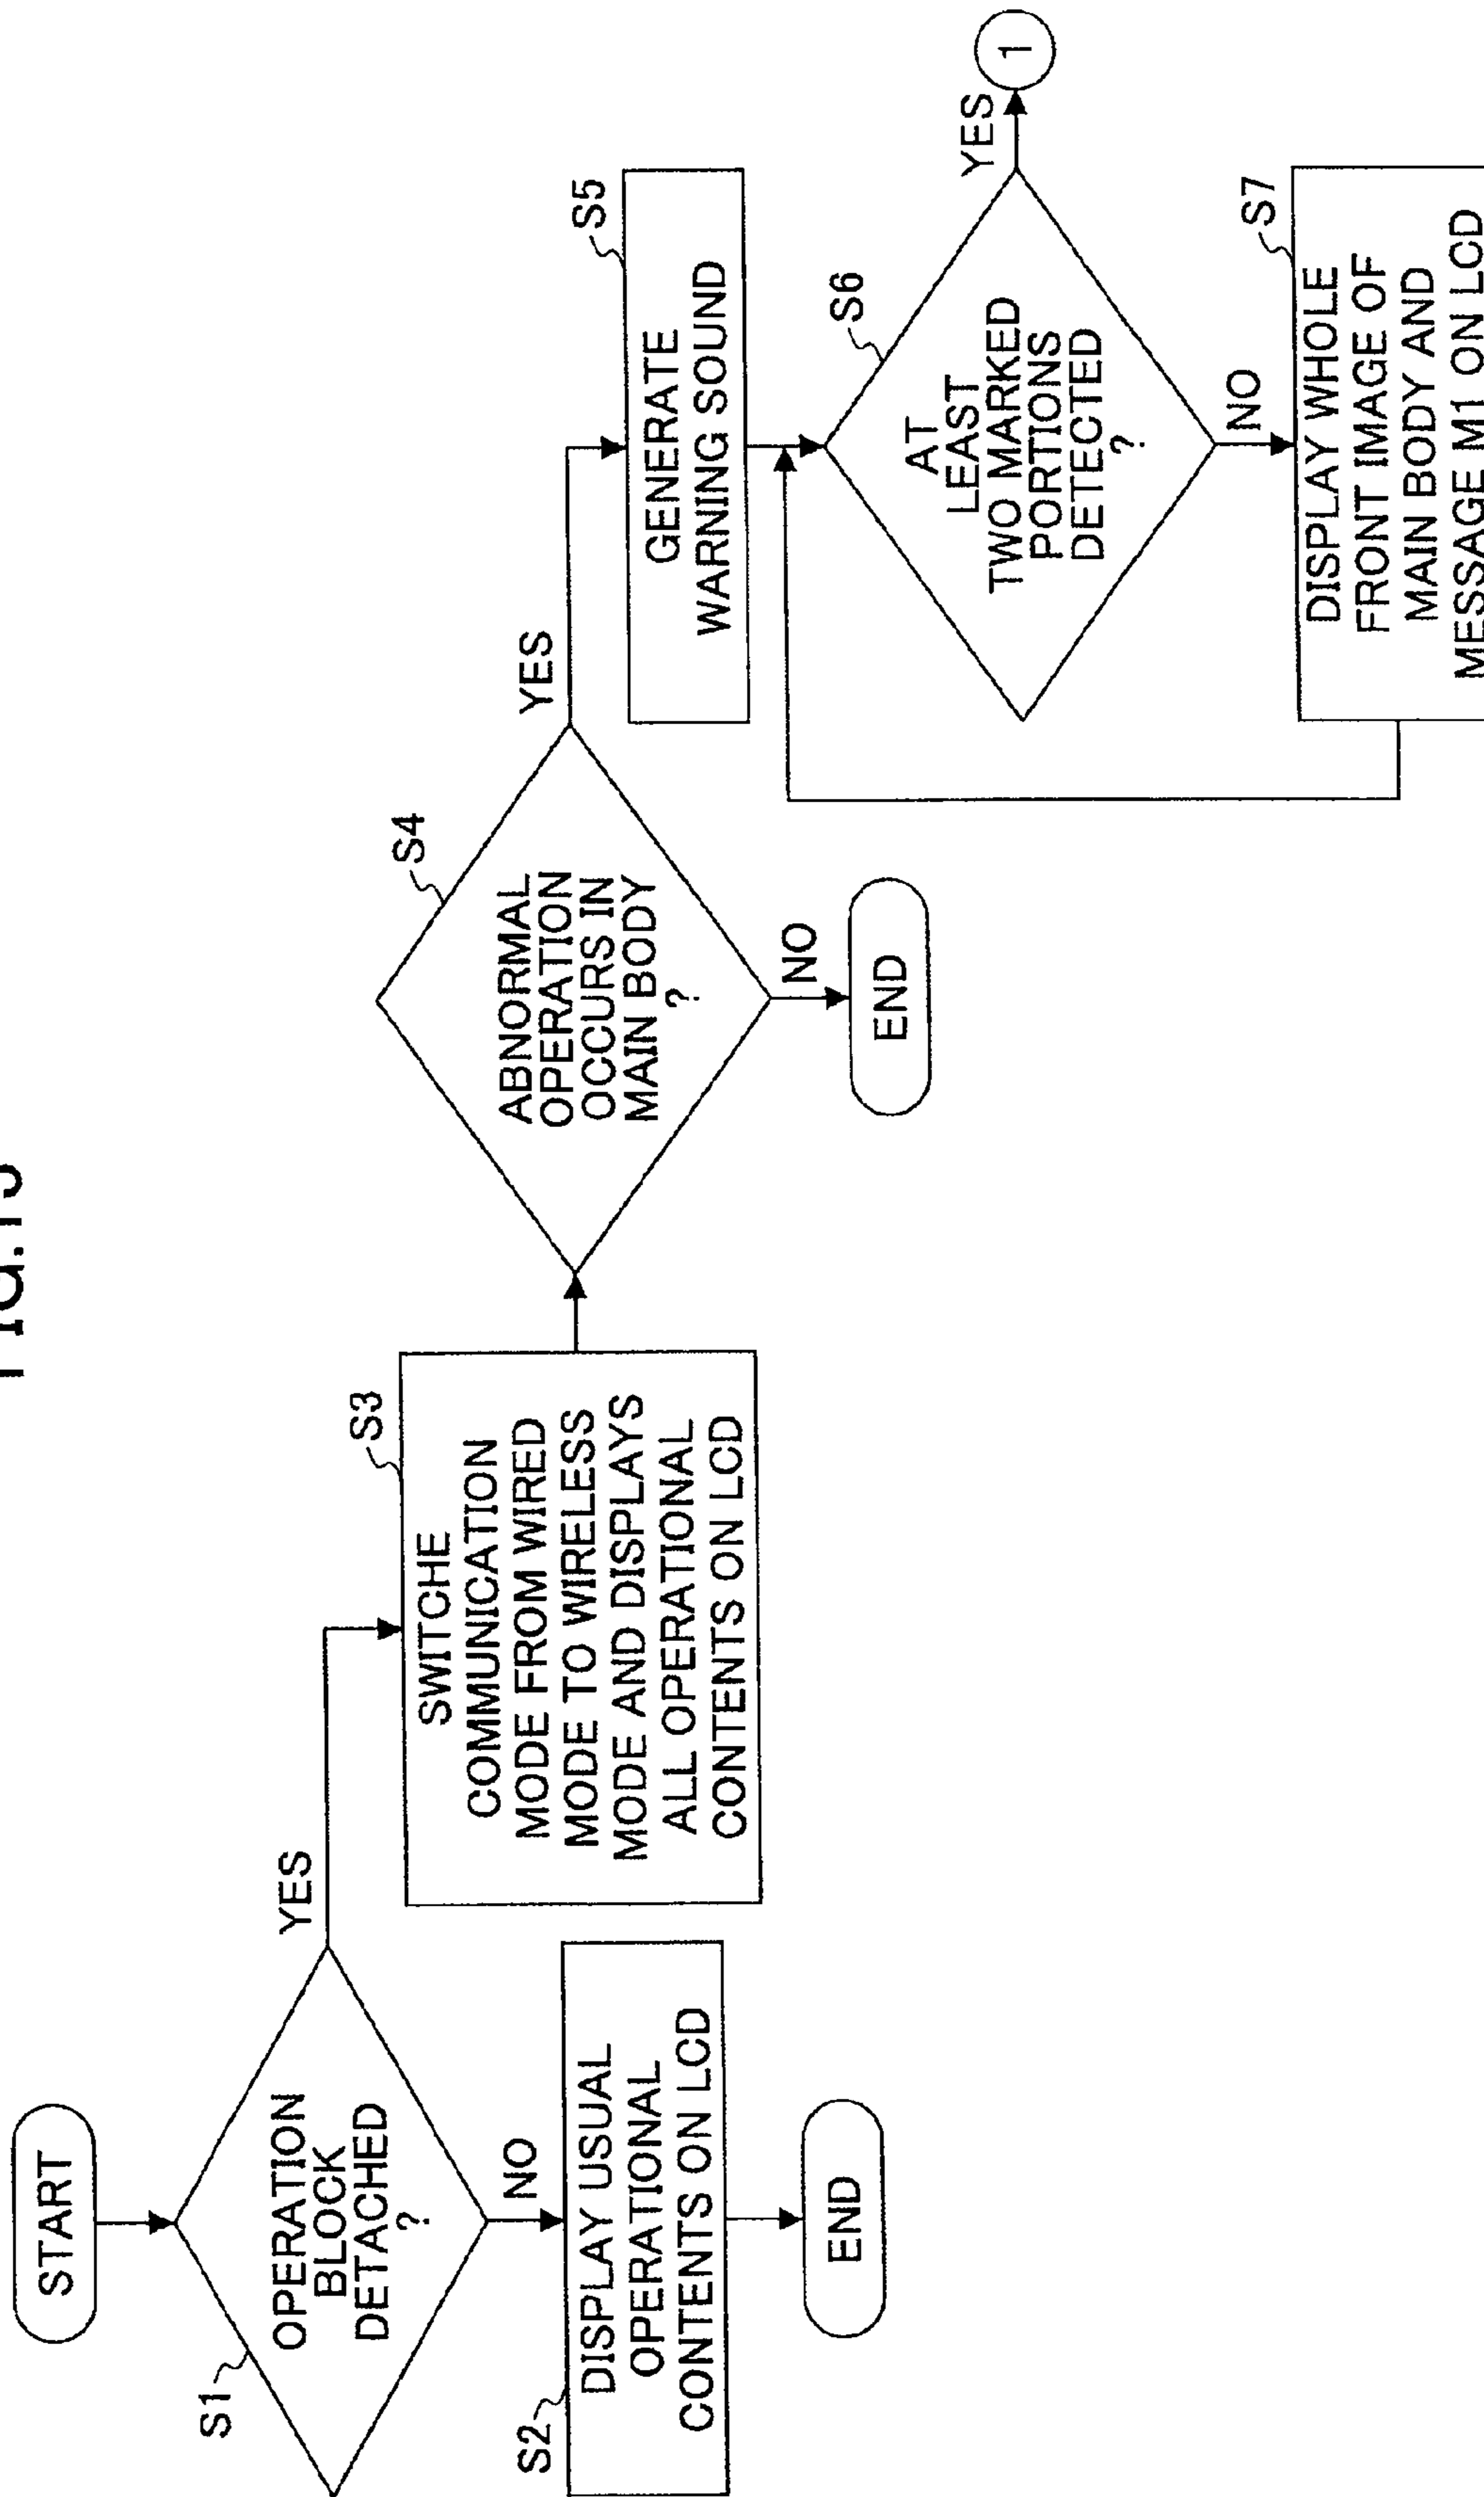 START
S1
OPERATION
BLOCK
DETACHED
?
YES
NO
S2
DISPLAY USUAL
OPERATIONAL
CONTENTS ON LCD
END
S3
SWITCHE
COMMUNICATION
MODE FROM WIRED
MODE TO WIRELESS
MODE AND DISPLAYS
ALL OPERATIONAL
CONTENTS ON LCD
S4
ABNORMAL
OPERATION
OCCURS IN
MAIN BODY
?
YES
NO
END
S5
GENERATE
WARNING SOUND
S6
AT
LEAST
TWO MARKED
PORTIONS
DETECTED
?
YES
1
NO
S7
DISPLAY WHOLE
FRONT IMAGE OF
MAIN BODY AND
MESSAGE M1 ON LCD